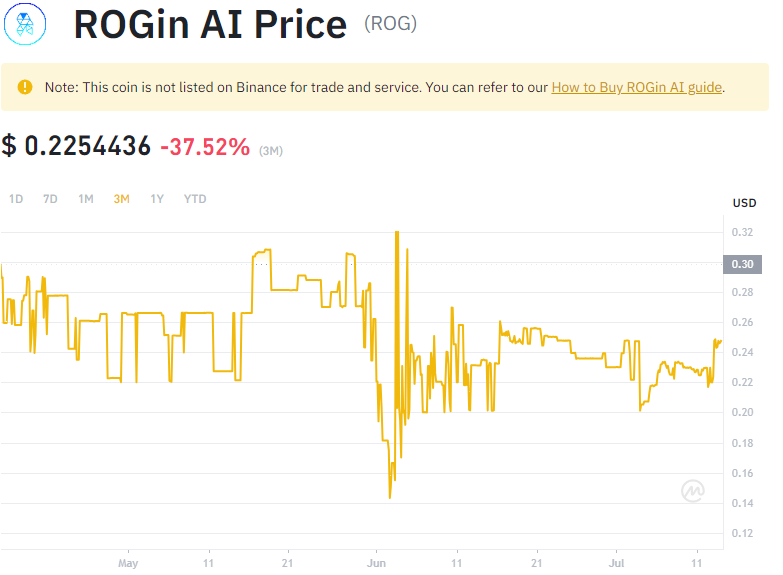 ROGin AI Price (ROG)
Note: This coin is not listed on Binance for trade and service. You can refer to our How to Buy ROGin AI guide.
$ 0.2254436 -37.52% (3M)
1D 7D 1M 3M 1Y YTD
USD
0.32
0.30
0.28
0.26
0.24
0.22
0.20
0.18
0.16
0.14
0.12
May 11 21 Jun 11 21 Jul 11